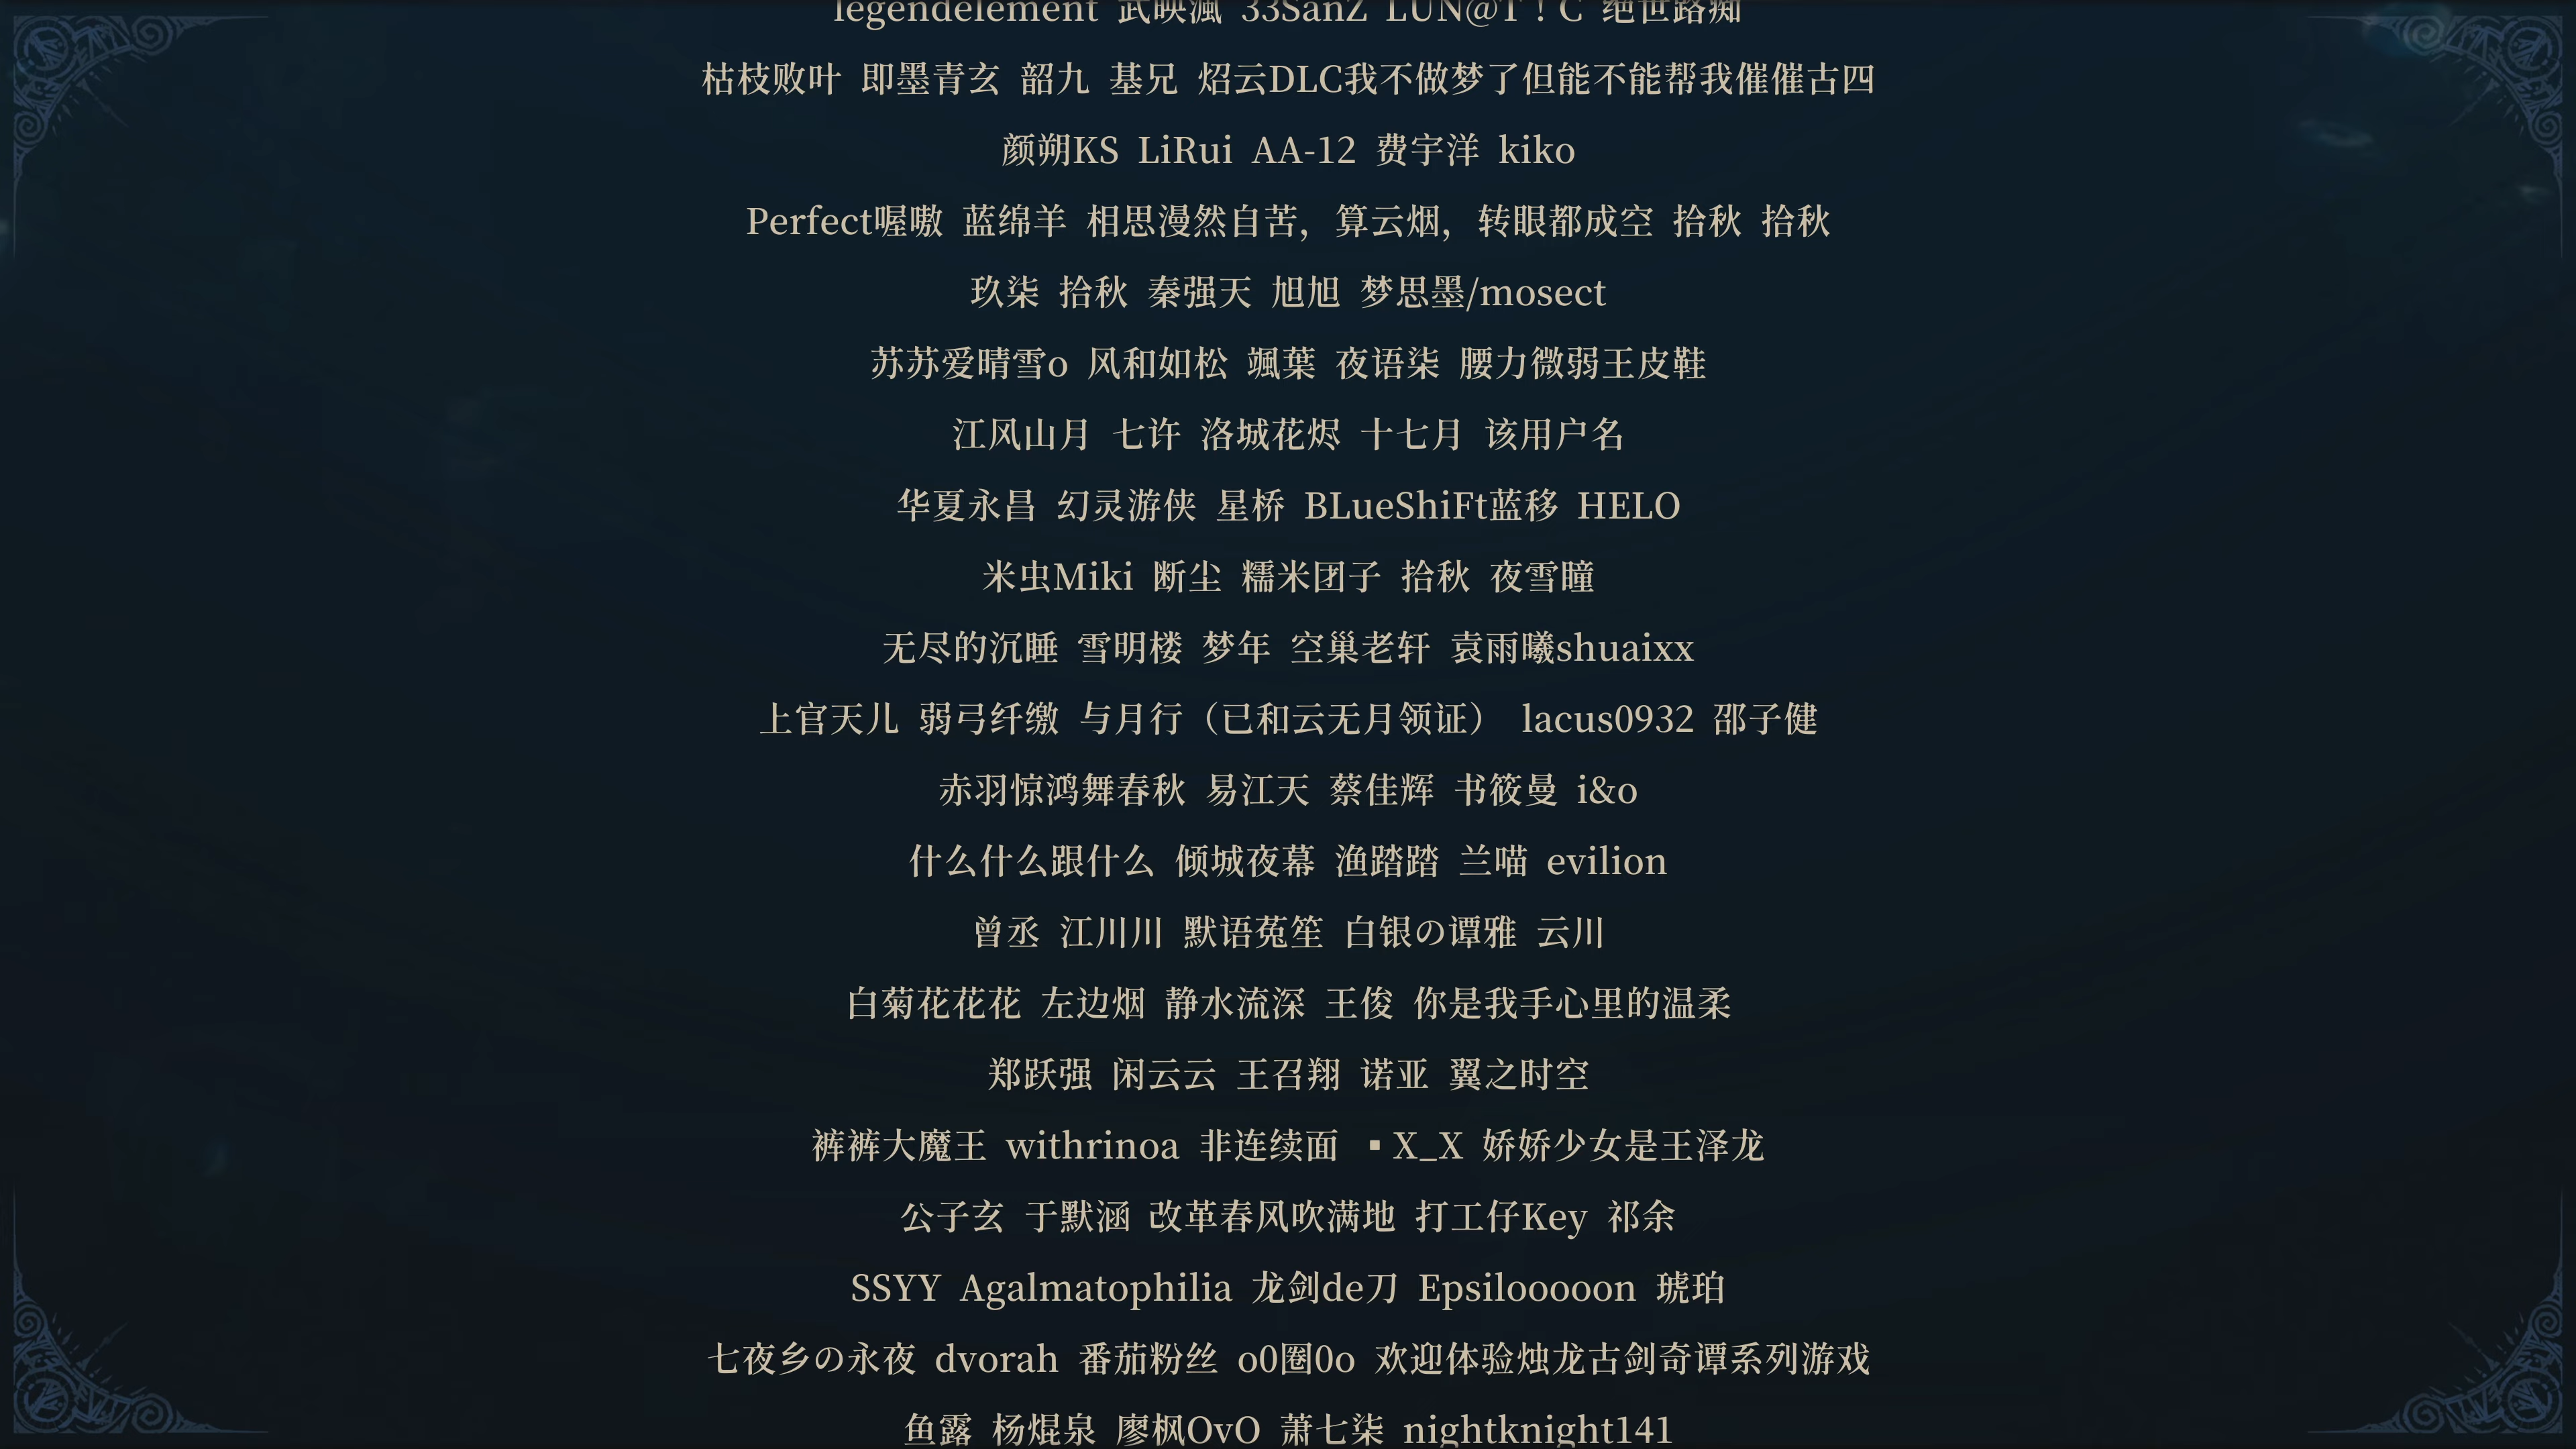 legendelement 武映渢 33SanZ LUN@T！C 绝世路痴
枯枝败叶 即墨青玄 韶九 基兄 炤云DLC我不做梦了但能不能帮我催催古四
颜朔KS LiRui AA-12 费宇洋 kiko
Perfect喔嗷 蓝绵羊 相思漫然自苦，算云烟，转眼都成空 拾秋 拾秋
玖柒 拾秋 秦强天 旭旭 梦思墨/mosect
苏苏爱晴雪o 风和如松 颯葉 夜语柒 腰力微弱王皮鞋
江风山月 七许 洛城花烬 十七月 该用户名
华夏永昌 幻灵游侠 星桥 BLueShiFt蓝移 HELO
米虫Miki 断尘 糯米团子 拾秋 夜雪瞳
无尽的沉睡 雪明楼 梦年 空巢老轩 袁雨曦shuaixx
上官天儿 弱弓纤缴 与月行（已和云无月领证） lacus0932 邵子健
赤羽惊鸿舞春秋 易江天 蔡佳辉 书筱曼 i&o
什么什么跟什么 倾城夜幕 渔踏踏 兰喵 evilion
曾丞 江川川 默语菟笙 白银の谭雅 云川
白菊花花花 左边烟 静水流深 王俊 你是我手心里的温柔
郑跃强 闲云云 王召翔 诺亚 翼之时空
裤裤大魔王 withrinoa 非连续面 ▪X_X 娇娇少女是王泽龙
公子玄 于默涵 改革春风吹满地 打工仔Key 祁余
SSYY Agalmatophilia 龙剑de刀 Epsilooooon 琥珀
七夜乡の永夜 dvorah 番茄粉丝 o0圈0o 欢迎体验烛龙古剑奇谭系列游戏
鱼露 杨焜泉 廖枫OvO 萧七柒 nightknight141